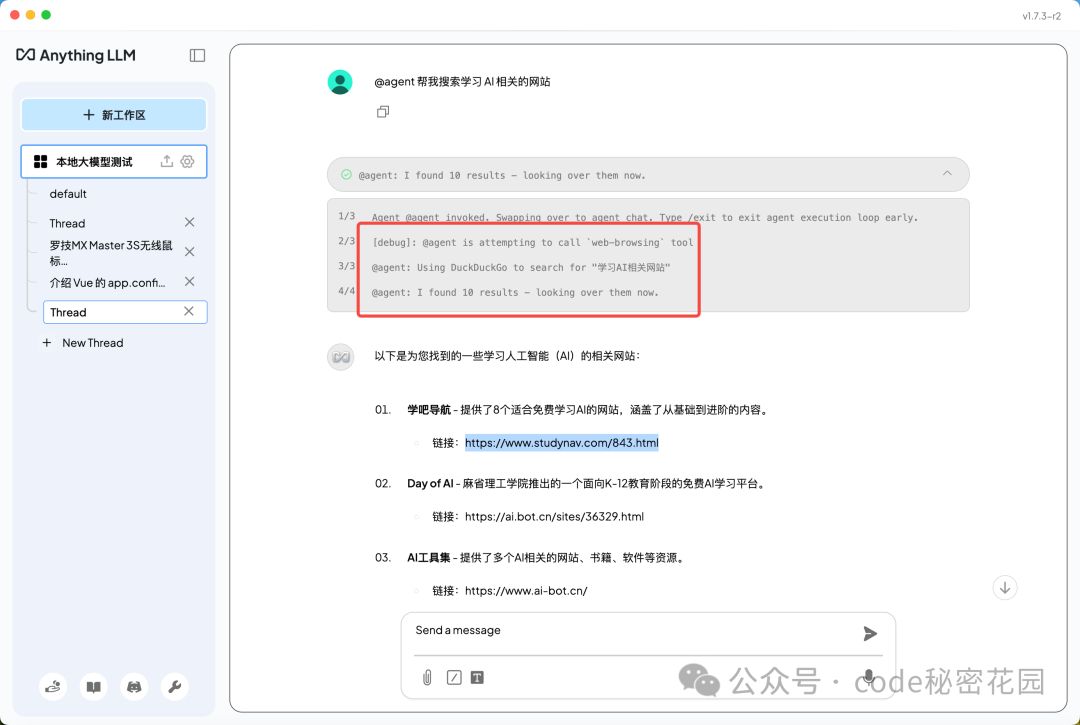 v1.7.3-r2
Anything LLM
+ 新工作区
本地大模型测试
default
Thread
罗技MX Master 3S无线鼠
标...
介绍 Vue 的 app.confi...
Thread
+ New Thread
@agent 帮我搜索学习 AI 相关的网站
@agent: I found 10 results — looking over them now.
1/3 Agent @agent invoked. Swapping over to agent chat. Type /exit to exit agent execution loop early.
2/3 [debug]: @agent is attempting to call `web-browsing` tool
3/3 @agent: Using DuckDuckGo to search for "学习AI相关网站"
4/4 @agent: I found 10 results — looking over them now.
以下是为您找到的一些学习人工智能（AI）的相关网站：
01. 学吧导航 - 提供了8个适合免费学习AI的网站，涵盖了从基础到进阶的内容。
链接：https://www.studynav.com/843.html
02. Day of AI - 麻省理工学院推出的一个面向K-12教育阶段的免费AI学习平台。
链接：https://ai.bot.cn/sites/36329.html
03. AI工具集 - 提供了多个AI相关的网站、书籍、软件等资源。
链接：https://www.ai-bot.cn/
Send a message
公众号 · code秘密花园